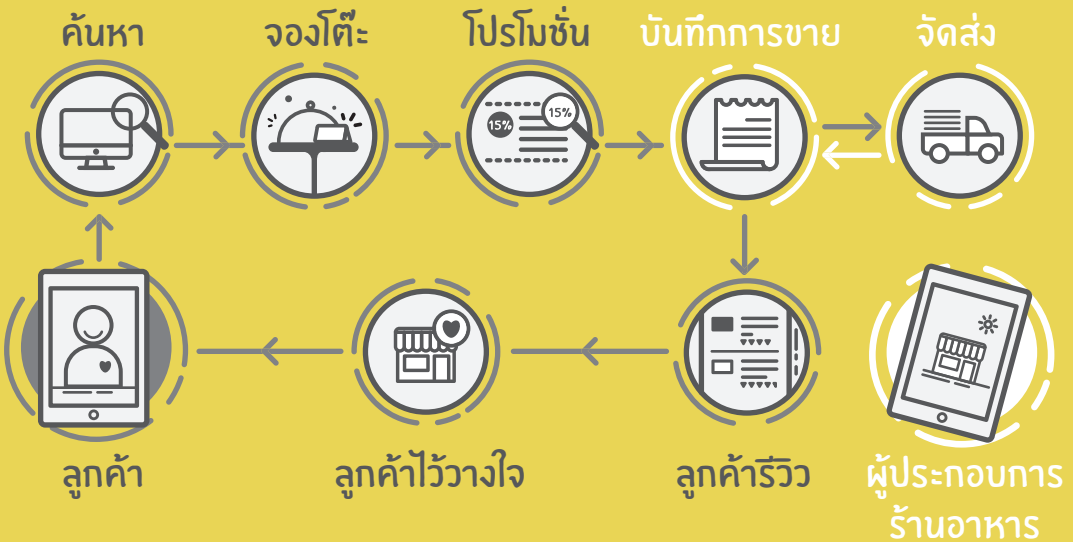 ค้นหา
จองโต๊ะ
โปรโมชั่น
บันทึกการขาย
จัดส่ง
15%
15%
ลูกค้า
ลูกค้าไว้วางใจ
ลูกค้ารีวิว
ผู้ประกอบการ
ร้านอาหาร